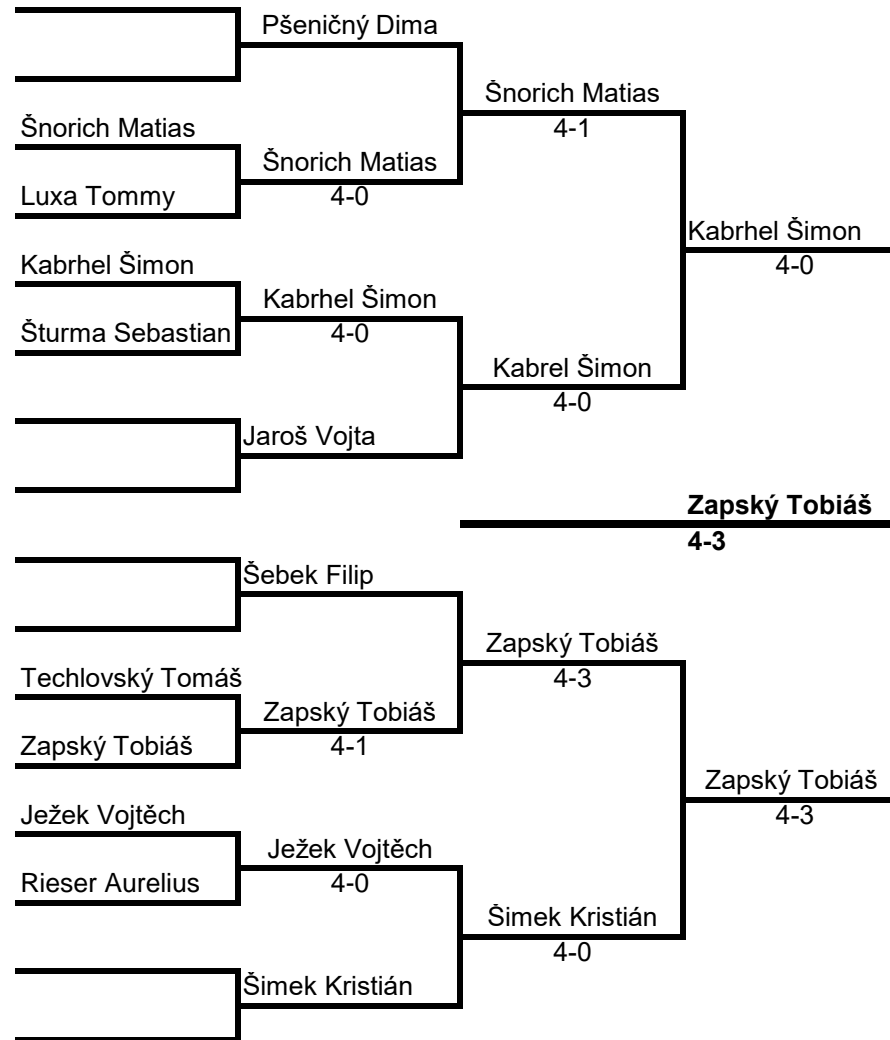 Pšeničný Dima
Šnorich Matias
4-1
Šnorich Matias
Šnorich Matias
4-0
Luxa Tommy
Kabrhel Šimon
4-0
Kabrhel Šimon
Kabrhel Šimon
4-0
Šturma Sebastian
Kabrel Šimon
4-0
Jaroš Vojta
Zapský Tobiáš
4-3
Šebek Filip
Zapský Tobiáš
4-3
Techlovský Tomáš
Zapský Tobiáš
4-1
Zapský Tobiáš
Zapský Tobiáš
4-3
Ježek Vojtěch
Ježek Vojtěch
4-0
Rieser Aurelius
Šimek Kristián
4-0
Šimek Kristián